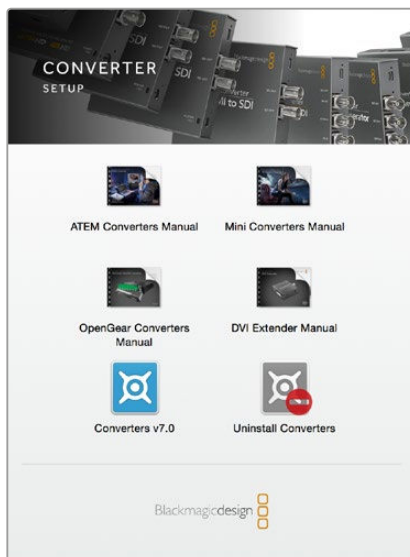 CONVERTER
SETUP
SDI
to SDI
ATEM Converters Manual
Mini Converters Manual
OpenGear Converters
Manual
DVI Extender Manual
Converters v7.0
Uninstall Converters
Blackmagicdesign